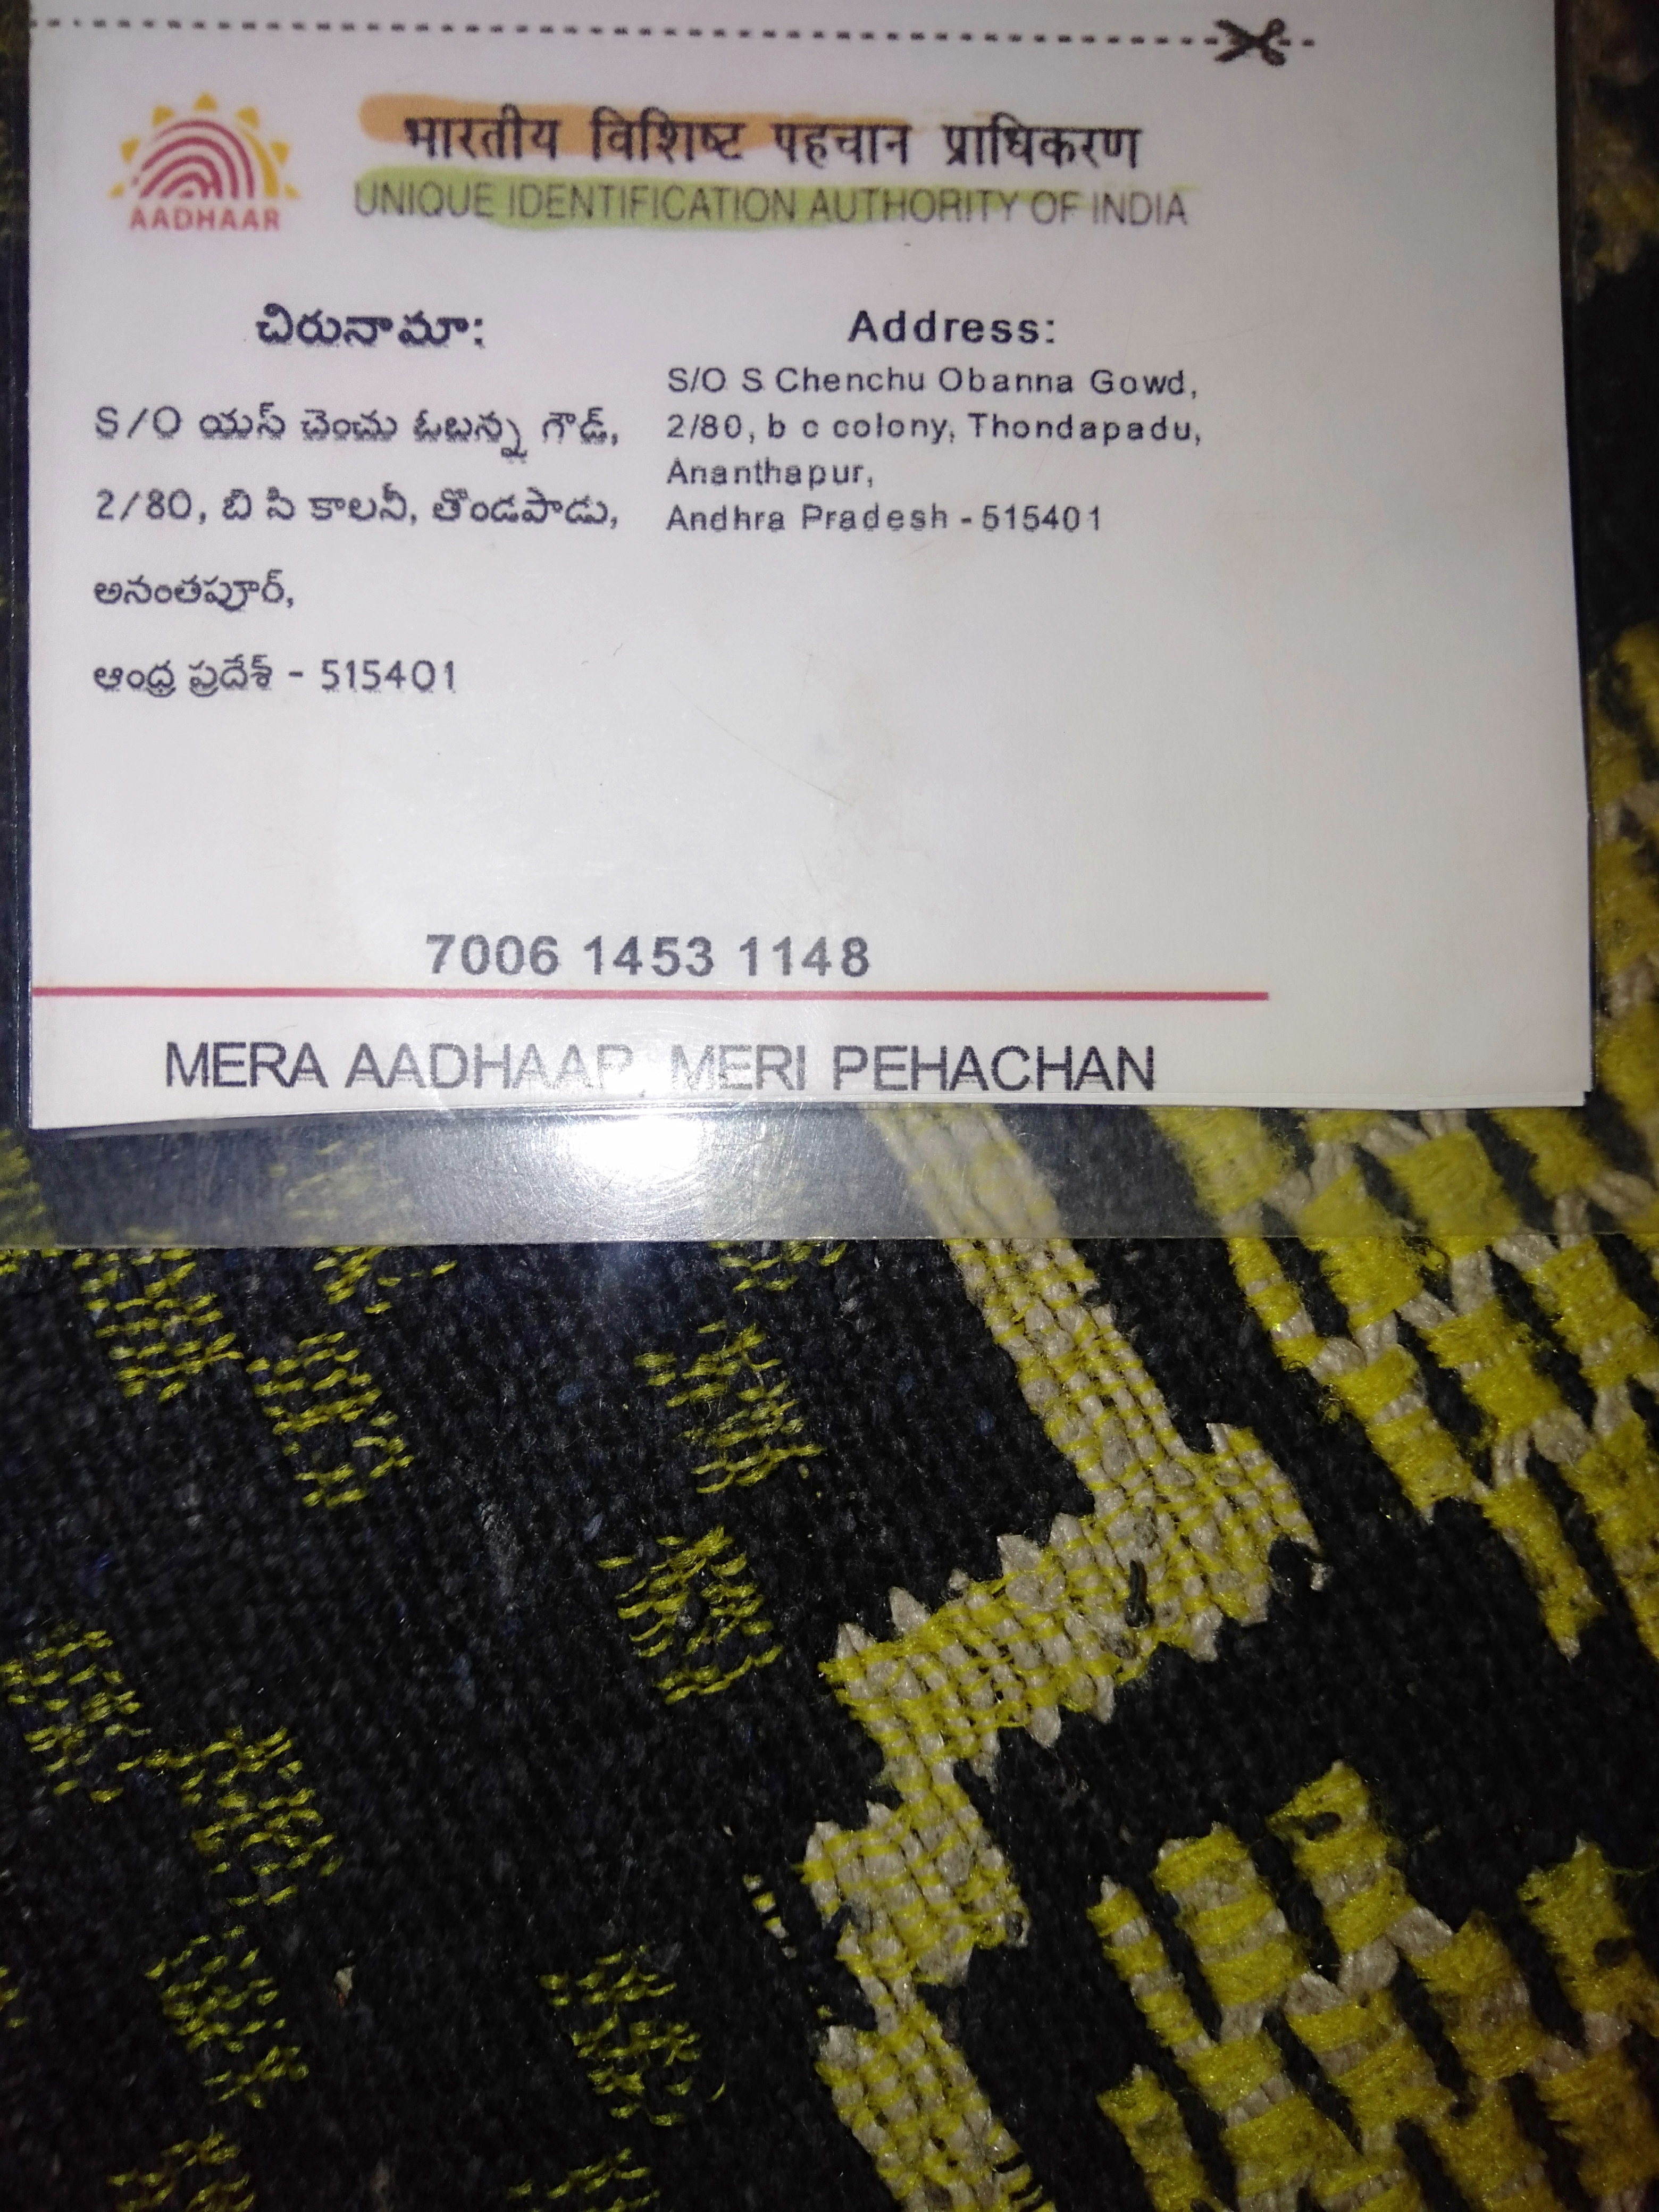 भारतीय विशिष्ट पहचान प्राधिकरण
UNIQUE IDENTIFICATION AUTHORITY OF INDIA
AADHAAR
చిరునామా:
S/O యస్ చెంచు ఓబన్న గౌడ్,
2/80, బి సి కాలనీ, తొండపాడు,
అనంతపూర్,
ఆంధ్ర ప్రదేశ్ - 515401
Address:
S/O S Chenchu Obanna Gowd,
2/80, b c colony, Thondapadu,
Ananthapur,
Andhra Pradesh - 515401
7006 1453 1148
MERA AADHAAR, MERI PEHACHAN